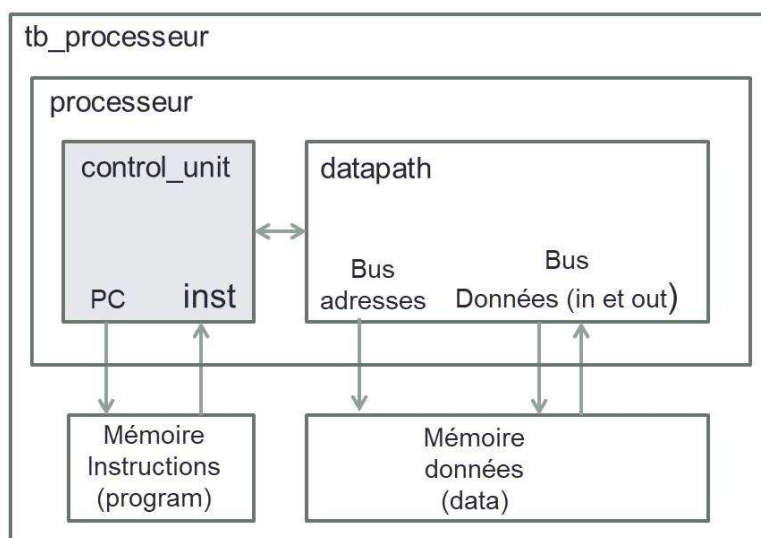 tb_processeur
processeur
control_unit
PC
inst
datapath
Bus
adresses
Bus
Données (in et out)
Mémoire
Instructions
(program)
Mémoire
données
(data)